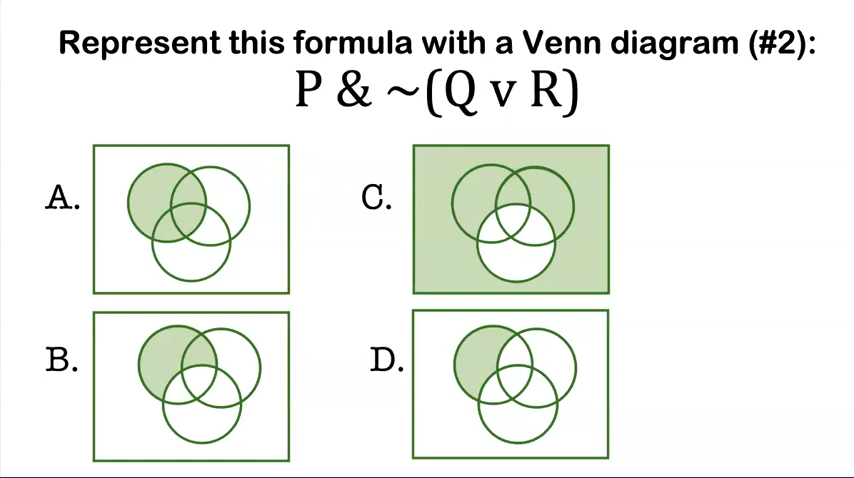 Represent this formula with a Venn diagram (#2):
P & ~(Q v R)
A.
C.
B.
D.